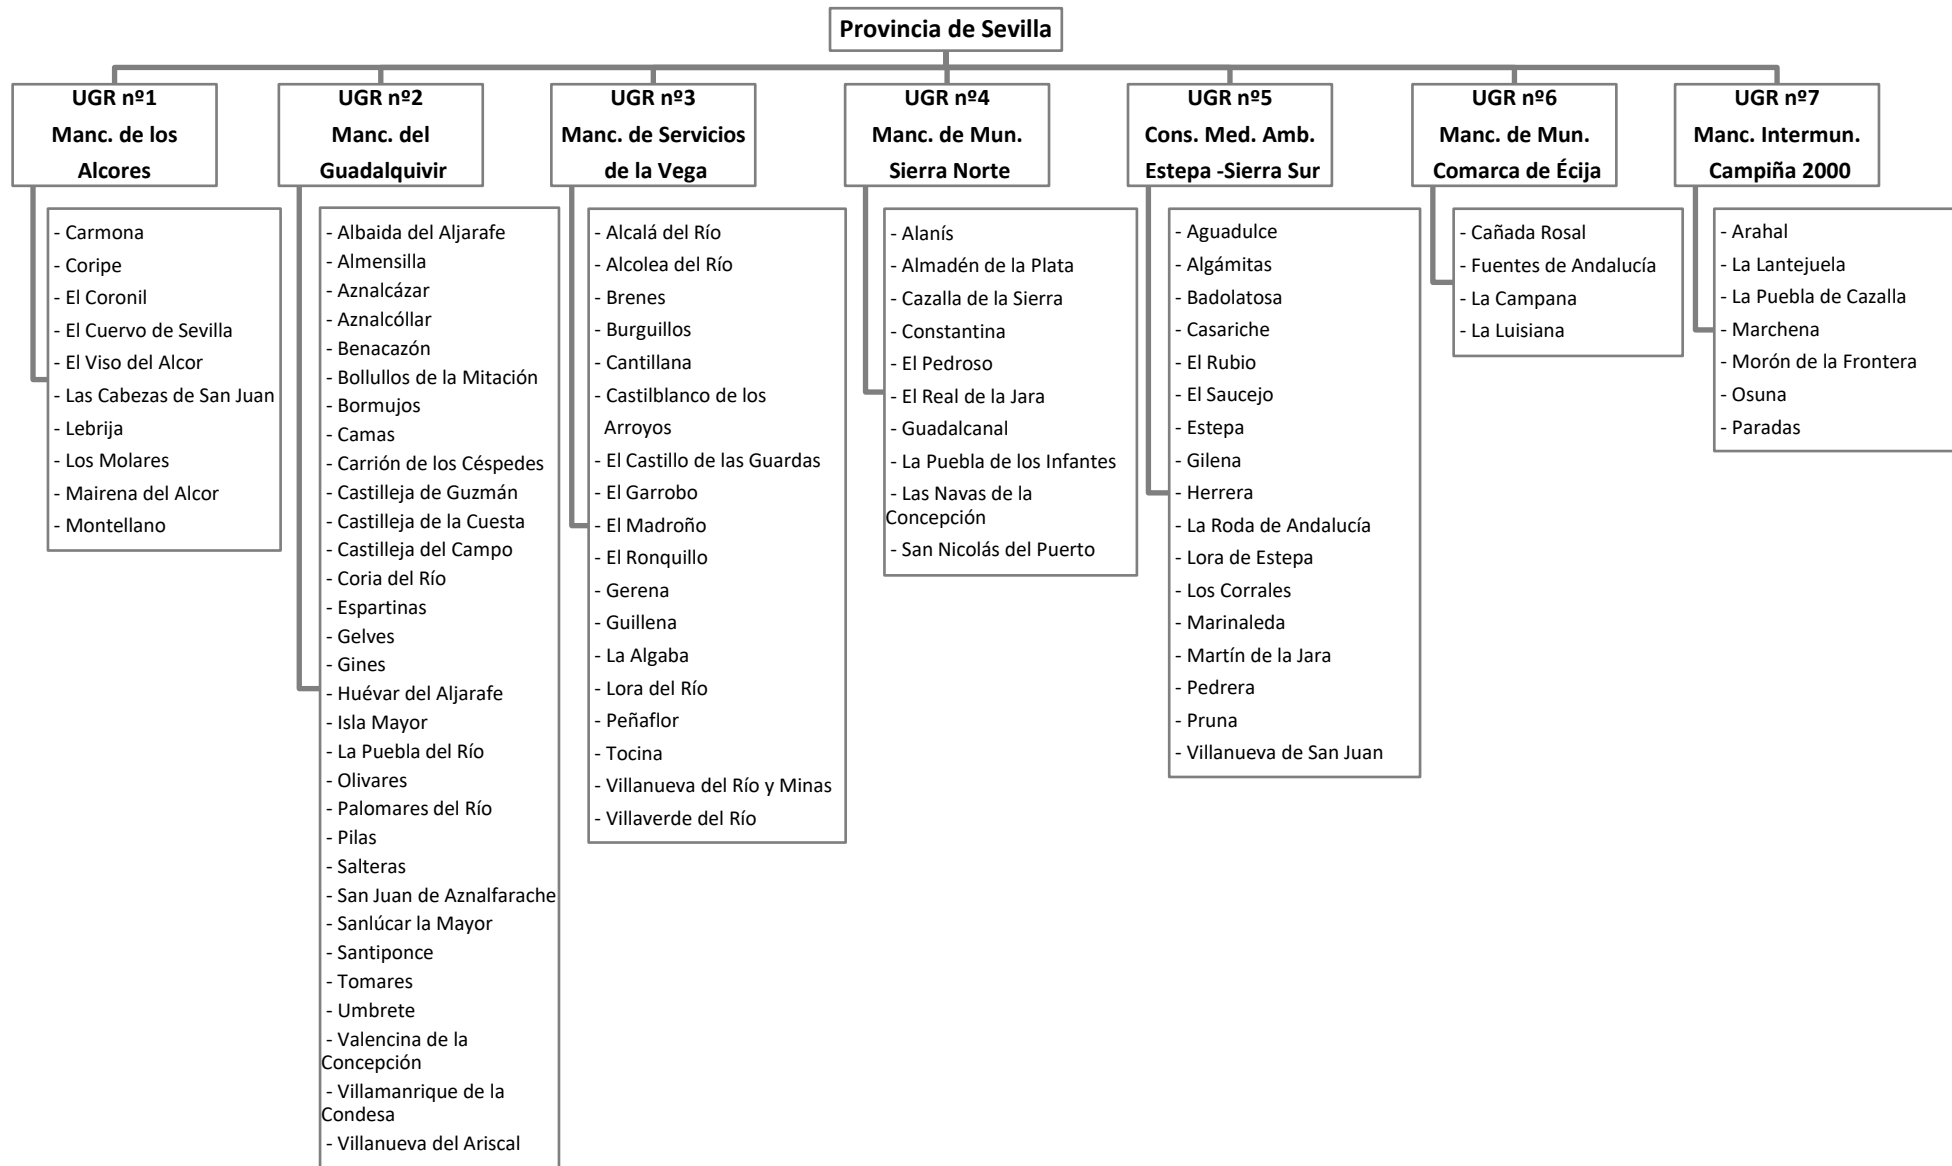 Provincia de Sevilla
UGR nº1
Manc. de los
Alcores
- Carmona
- Coripe
- El Coronil
- El Cuervo de Sevilla
- El Viso del Alcor
- Las Cabezas de San Juan
- Lebrija
- Los Molares
- Mairena del Alcor
- Montellano
UGR nº2
Manc. del
Guadalquivir
- Albaida del Aljarafe
- Almensilla
- Aznalcázar
- Aznalcóllar
- Benacazón
- Bollullos de la Mitación
- Bormujos
- Camas
- Carrión de los Céspedes
- Castilleja de Guzmán
- Castilleja de la Cuesta
- Castilleja del Campo
- Coria del Río
- Espartinas
- Gelves
- Gines
- Huévar del Aljarafe
- Isla Mayor
- La Puebla del Río
- Olivares
- Palomares del Río
- Pilas
- Salteras
- San Juan de Aznalfarache
- Sanlúcar la Mayor
- Santiponce
- Tomares
- Umbrete
- Valencina de la
Concepción
- Villamanrique de la
Condesa
- Villanueva del Ariscal
UGR nº3
Manc. de Servicios
de la Vega
- Alcalá del Río
- Alcolea del Río
- Brenes
- Burguillos
- Cantillana
- Castilblanco de los
Arroyos
- El Castillo de las Guardas
- El Garrobo
- El Madroño
- El Ronquillo
- Gerena
- Guillena
- La Algaba
- Lora del Río
- Peñaflor
- Tocina
- Villanueva del Río y Minas
- Villaverde del Río
UGR nº4
Manc. de Mun.
Sierra Norte
- Alanís
- Almadén de la Plata
- Cazalla de la Sierra
- Constantina
- El Pedroso
- El Real de la Jara
- Guadalcanal
- La Puebla de los Infantes
- Las Navas de la
Concepción
- San Nicolás del Puerto
UGR nº5
Cons. Med. Amb.
Estepa -Sierra Sur
- Aguadulce
- Algámitas
- Badolatosa
- Casariche
- El Rubio
- El Saucejo
- Estepa
- Gilena
- Herrera
- La Roda de Andalucía
- Lora de Estepa
- Los Corrales
- Marinaleda
- Martín de la Jara
- Pedrera
- Pruna
- Villanueva de San Juan
UGR nº6
Manc. de Mun.
Comarca de Écija
- Cañada Rosal
- Fuentes de Andalucía
- La Campana
- La Luisiana
UGR nº7
Manc. Intermun.
Campiña 2000
- Arahal
- La Lantejuela
- La Puebla de Cazalla
- Marchena
- Morón de la Frontera
- Osuna
- Paradas